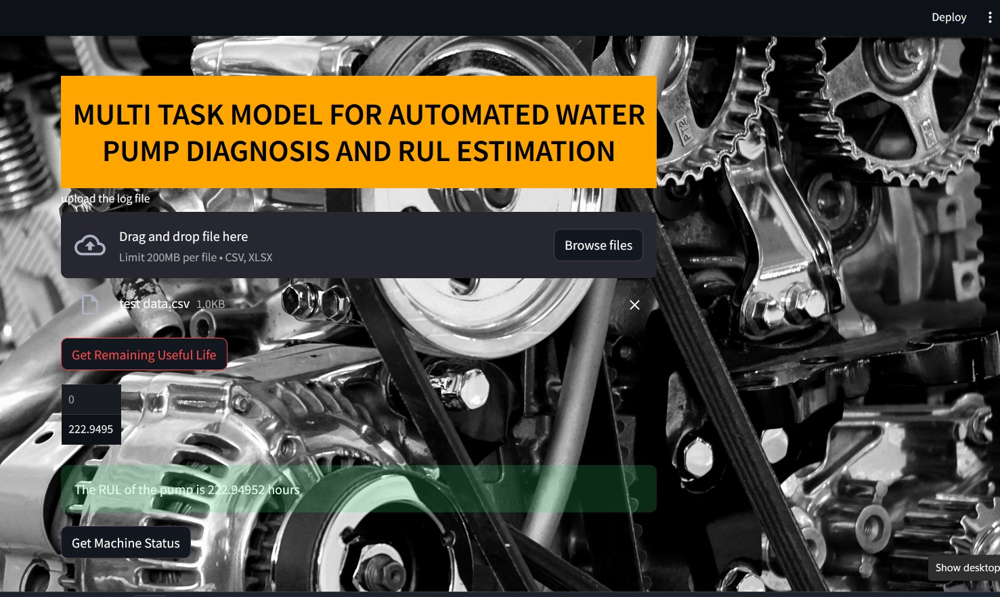 Deploy
MULTI TASK MODEL FOR AUTOMATED WATER
PUMP DIAGNOSIS AND RUL ESTIMATION
upload the log file
Drag and drop file here
Limit 200MB per file • CSV, XLSX
Browse files
test data.csv 1.0KB
Get Remaining Useful Life
0
222.9495
The RUL of the pump is 222.94952 hours
Get Machine Status
Show desktop